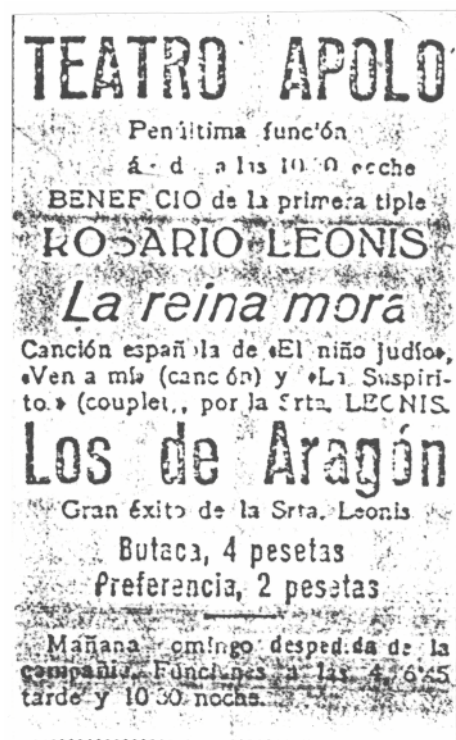 TEATRO APOLO
Penúltima función
a las 10 noche
BENEFICIO de la primera tiple
ROSARIO LEONIS
La reina mora
Canción española de «El niño judío»,
«Ven a mí» (canción) y «La Suspiri-
to.» (couplet), por la Srta. LEONIS.
Los de Aragón
Gran éxito de la Srta. Leonis
Butaca, 4 pesetas
Preferencia, 2 pesetas
Mañana domingo despedida de la
compañía. Funciones a las 4, 6'45
tarde y 10'30 noche.